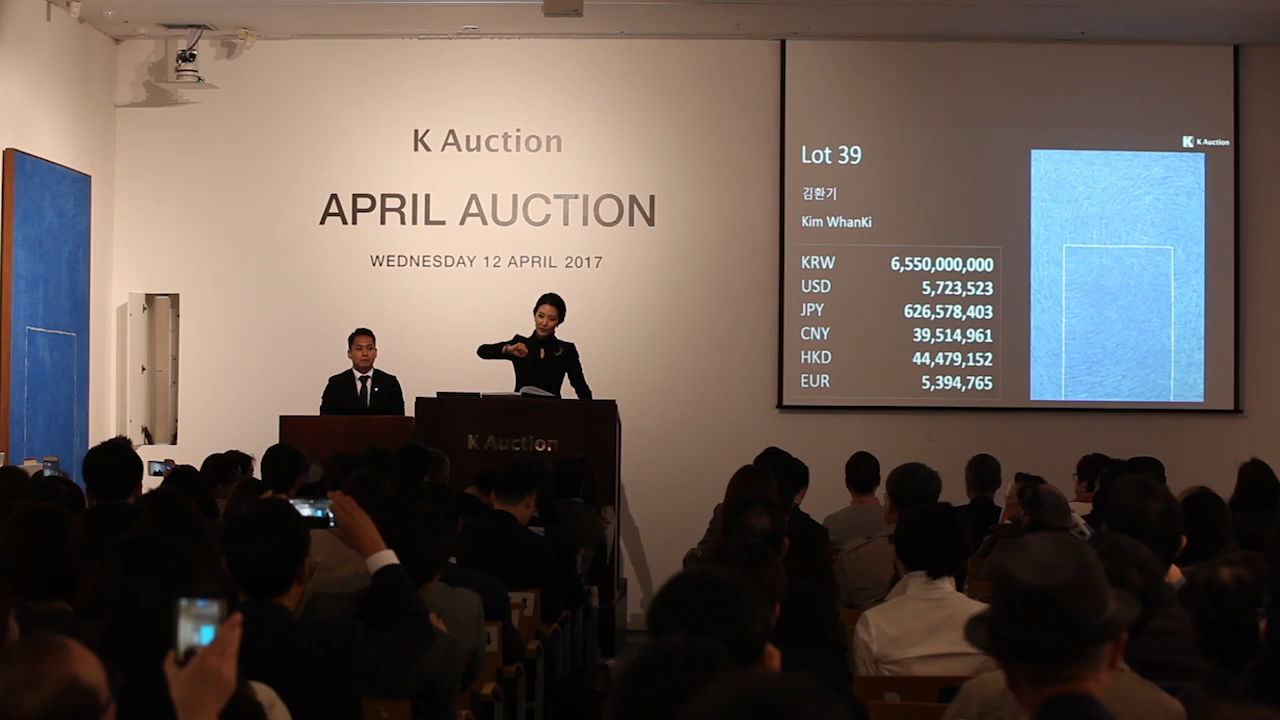 K Auction
APRIL AUCTION
WEDNESDAY 12 APRIL 2017
K Auction
K Auction
Lot 39
김환기
Kim WhanKi
KRW 6,550,000,000
USD 5,723,523
JPY 626,578,403
CNY 39,514,961
HKD 44,479,152
EUR 5,394,765